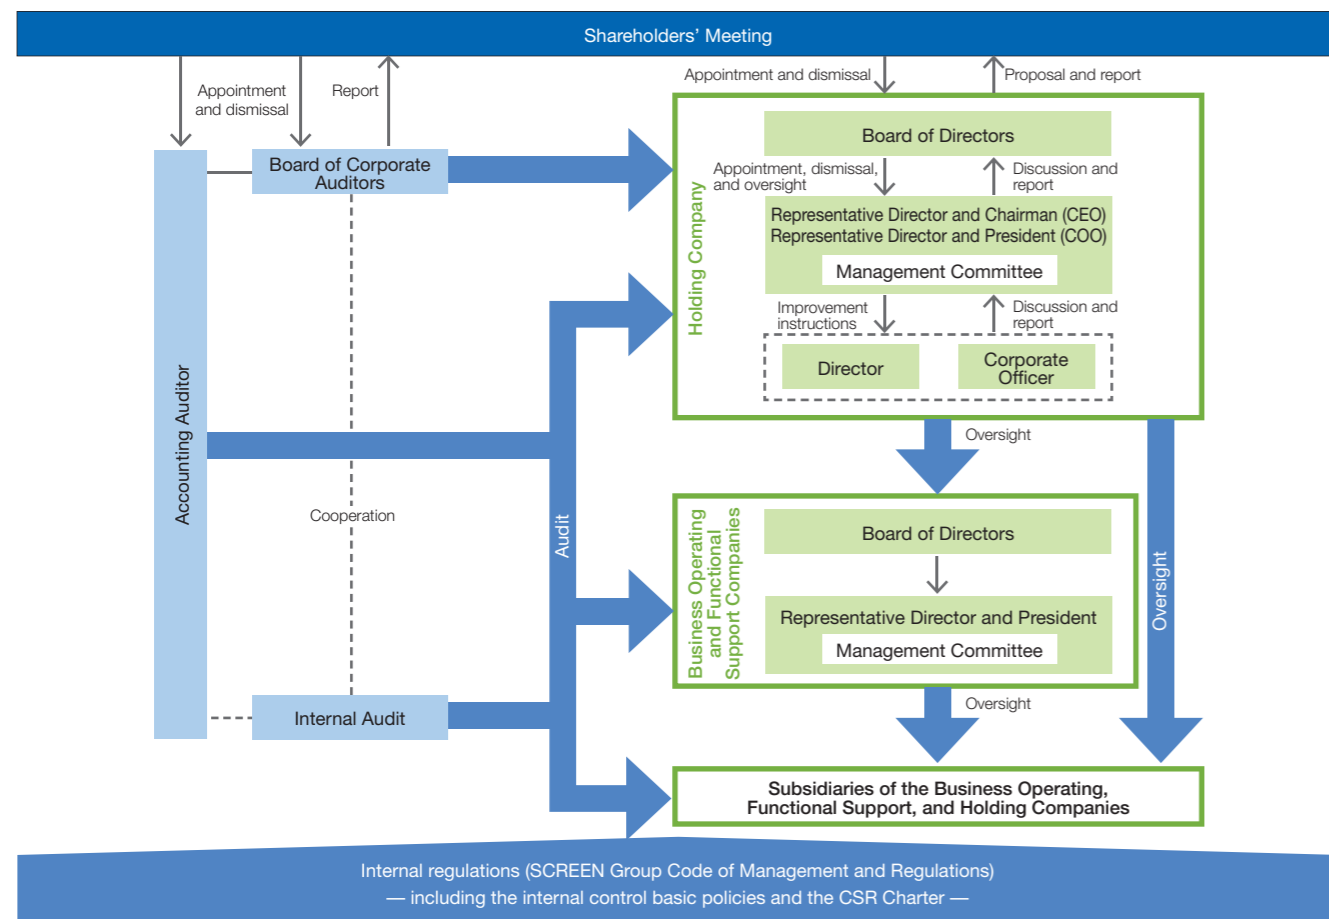 Shareholders’ Meeting
Appointment
and dismissal
Report
Appointment and dismissal
Proposal and report
Board of Corporate
Auditors
Accounting Auditor
Cooperation
Internal Audit
Audit
Holding Company
Board of Directors
Appointment, dismissal,
and oversight
Discussion and
report
Representative Director and Chairman (CEO)
Representative Director and President (COO)
Management Committee
Improvement
instructions
Discussion and
report
Director
Corporate
Officer
Oversight
Oversight
Business Operating
and Functional
Support Companies
Board of Directors
Representative Director and President
Management Committee
Oversight
Subsidiaries of the Business Operating,
Functional Support, and Holding Companies
Internal regulations (SCREEN Group Code of Management and Regulations)
— including the internal control basic policies and the CSR Charter —